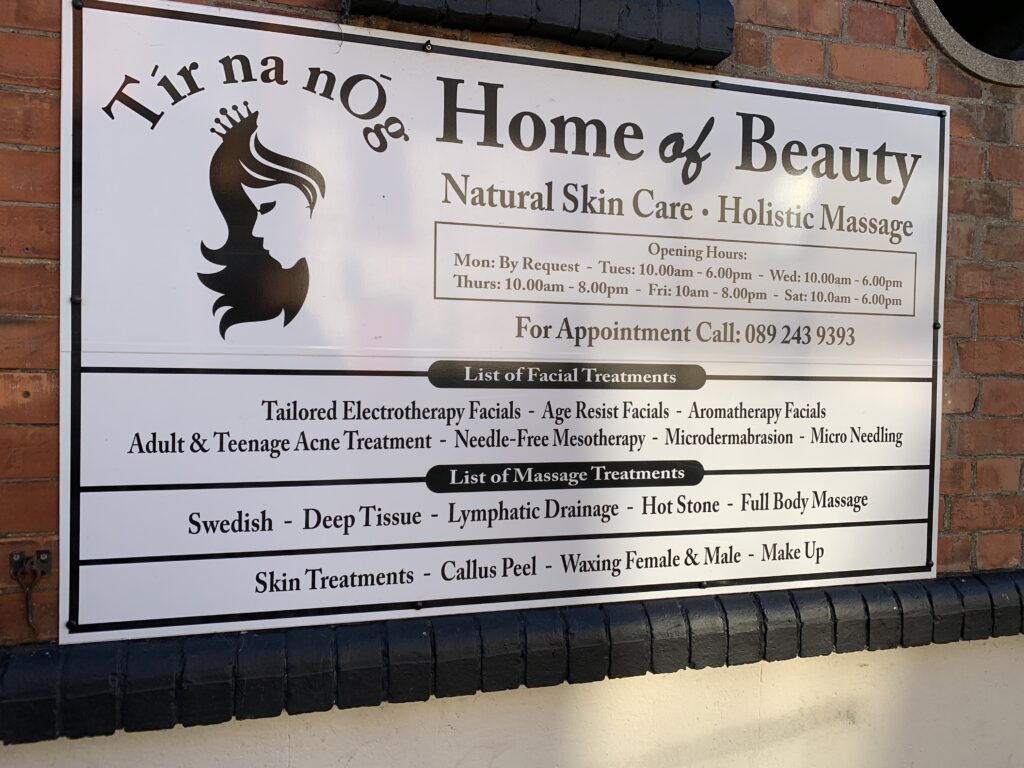 Tír na nÓg
Home of Beauty
Natural Skin Care • Holistic Massage
Opening Hours:
Mon: By Request - Tues: 10.00am - 6.00pm - Wed: 10.00am - 6.00pm
Thurs: 10.00am - 8.00pm - Fri: 10am - 8.00pm - Sat: 10.0am - 6.00pm
For Appointment Call: 089 243 9393
List of Facial Treatments
Tailored Electrotherapy Facials - Age Resist Facials - Aromatherapy Facials
Adult & Teenage Acne Treatment - Needle-Free Mesotherapy - Microdermabrasion - Micro Needling
List of Massage Treatments
Swedish - Deep Tissue - Lymphatic Drainage - Hot Stone - Full Body Massage
Skin Treatments - Callus Peel - Waxing Female & Male - Make Up